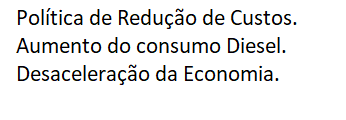 Política de Redução de Custos.
Aumento do consumo Diesel.
Desaceleração da Economia.